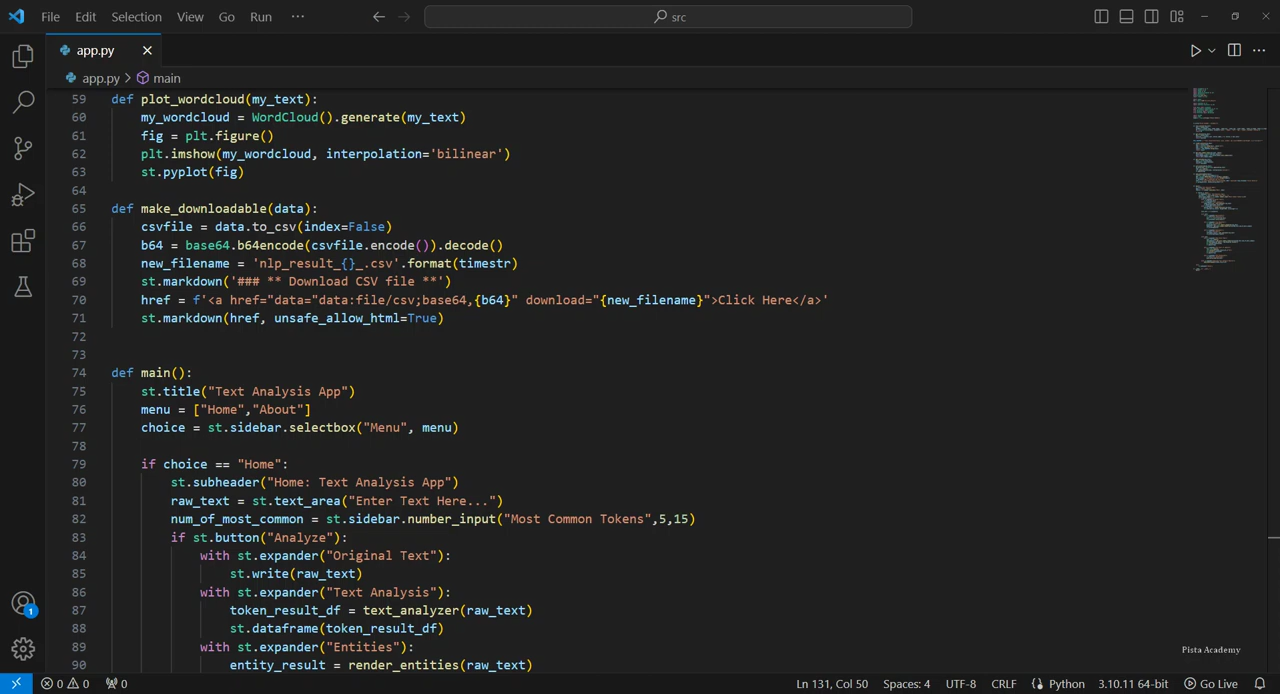 File Edit Selection View Go Run ··· src
app.py
app.py > main
59 def plot_wordcloud(my_text):
60 my_wordcloud = WordCloud().generate(my_text)
61 fig = plt.figure()
62 plt.imshow(my_wordcloud, interpolation='bilinear')
63 st.pyplot(fig)
64
65 def make_downloadable(data):
66 csvfile = data.to_csv(index=False)
67 b64 = base64.b64encode(csvfile.encode()).decode()
68 new_filename = 'nlp_result_{}_.csv'.format(timestr)
69 st.markdown('### ** Download CSV file **')
70 href = f'<a href="data="data:file/csv;base64,{b64}" download="{new_filename}">Click Here</a>'
71 st.markdown(href, unsafe_allow_html=True)
72
73
74 def main():
75 st.title("Text Analysis App")
76 menu = ["Home","About"]
77 choice = st.sidebar.selectbox("Menu", menu)
78
79 if choice == "Home":
80 st.subheader("Home: Text Analysis App")
81 raw_text = st.text_area("Enter Text Here...")
82 num_of_most_common = st.sidebar.number_input("Most Common Tokens",5,15)
83 if st.button("Analyze"):
84 with st.expander("Original Text"):
85 st.write(raw_text)
86 with st.expander("Text Analysis"):
87 token_result_df = text_analyzer(raw_text)
88 st.dataframe(token_result_df)
89 with st.expander("Entities"):
90 entity_result = render_entities(raw_text)
Pista Academy
1
0 0 0 Ln 131, Col 50 Spaces: 4 UTF-8 CRLF Python 3.10.11 64-bit Go Live